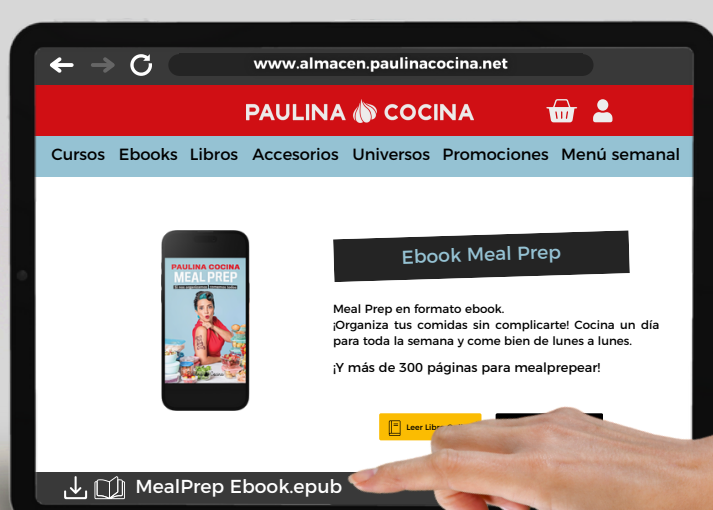 www.almacen.paulinacocina.net
PAULINA COCINA
Cursos Ebooks Libros Accesorios Universos Promociones Menú semanal
PAULINA COCINA
MEAL PREP
Ebook Meal Prep
Meal Prep en formato ebook.
¡Organiza tus comidas sin complicarte! Cocina un día
para toda la semana y come bien de lunes a lunes.
¡Y más de 300 páginas para mealprepear!
Leer
MealPrep Ebook.epub